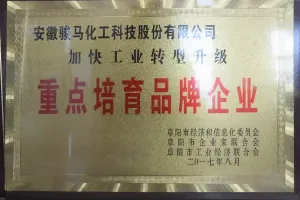 安徽骏马化工科技股份有限公司
加快工业转型升级
重点培育品牌企业
阜阳市经济和信息化委员会
阜阳市企业家联合会
阜阳市工业经济联合会
二〇一七年八月